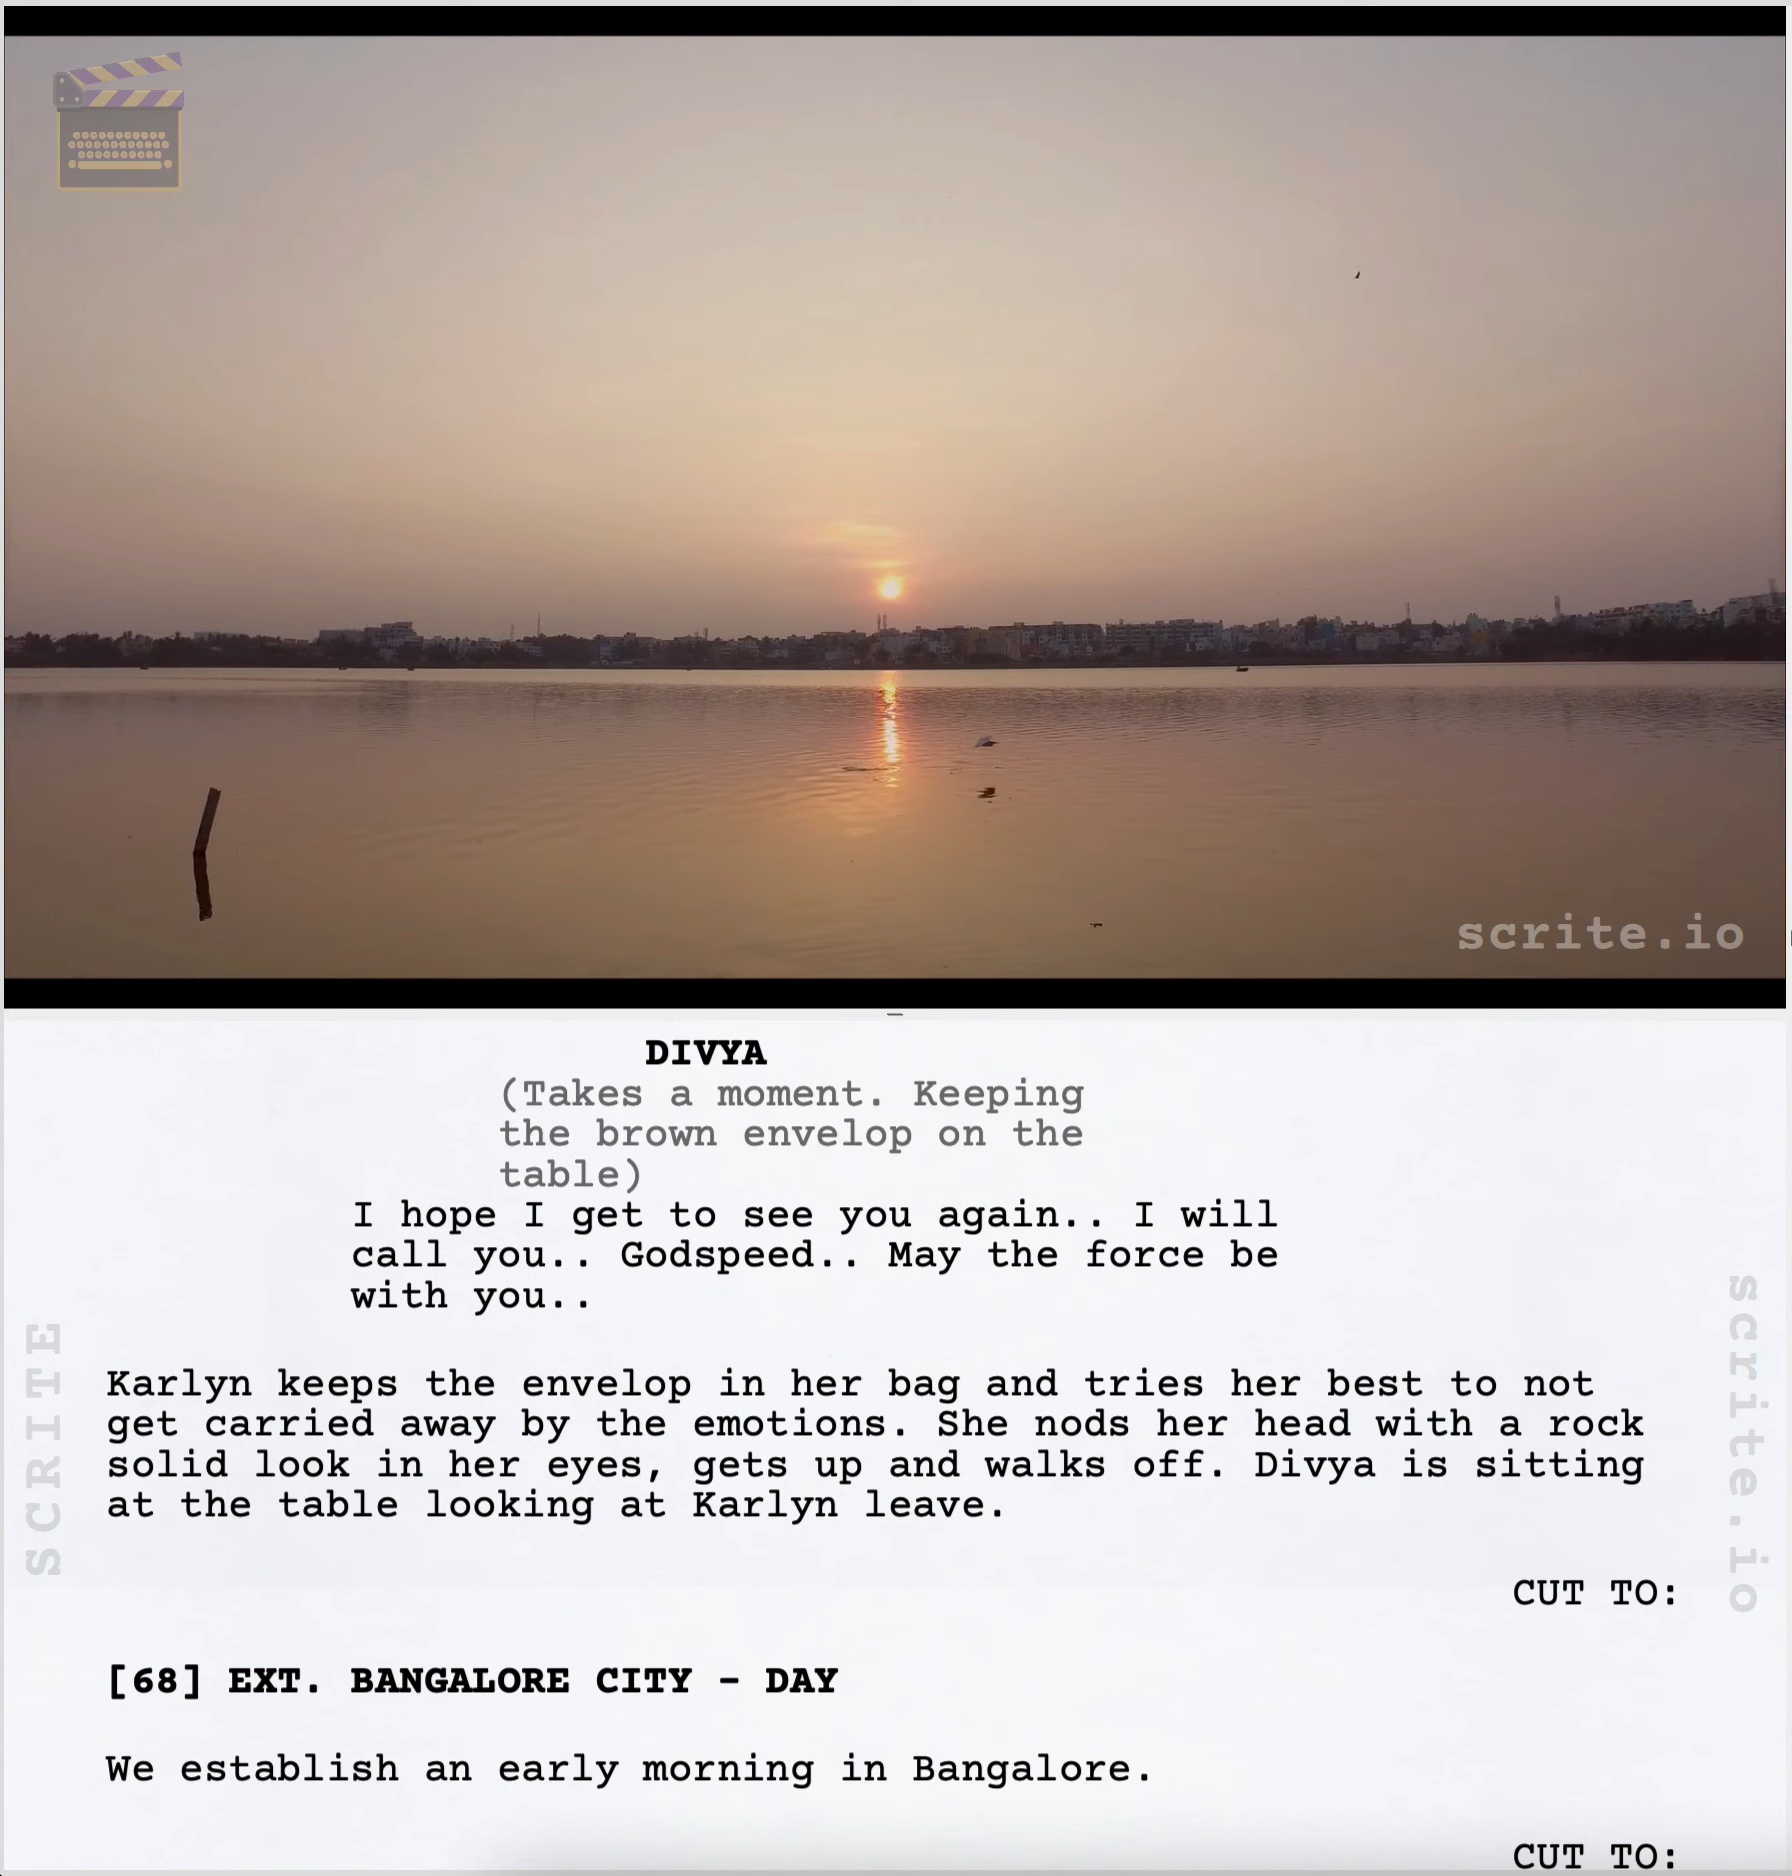 scrite.io
DIVYA
(Takes a moment. Keeping
the brown envelop on the
table)
I hope I get to see you again.. I will
call you.. Godspeed.. May the force be
with you..
Karlyn keeps the envelop in her bag and tries her best to not
get carried away by the emotions. She nods her head with a rock
solid look in her eyes, gets up and walks off. Divya is sitting
at the table looking at Karlyn leave.
CUT TO:
[68] EXT. BANGALORE CITY - DAY
We establish an early morning in Bangalore.
CUT TO:
SCRITE
scrite.io